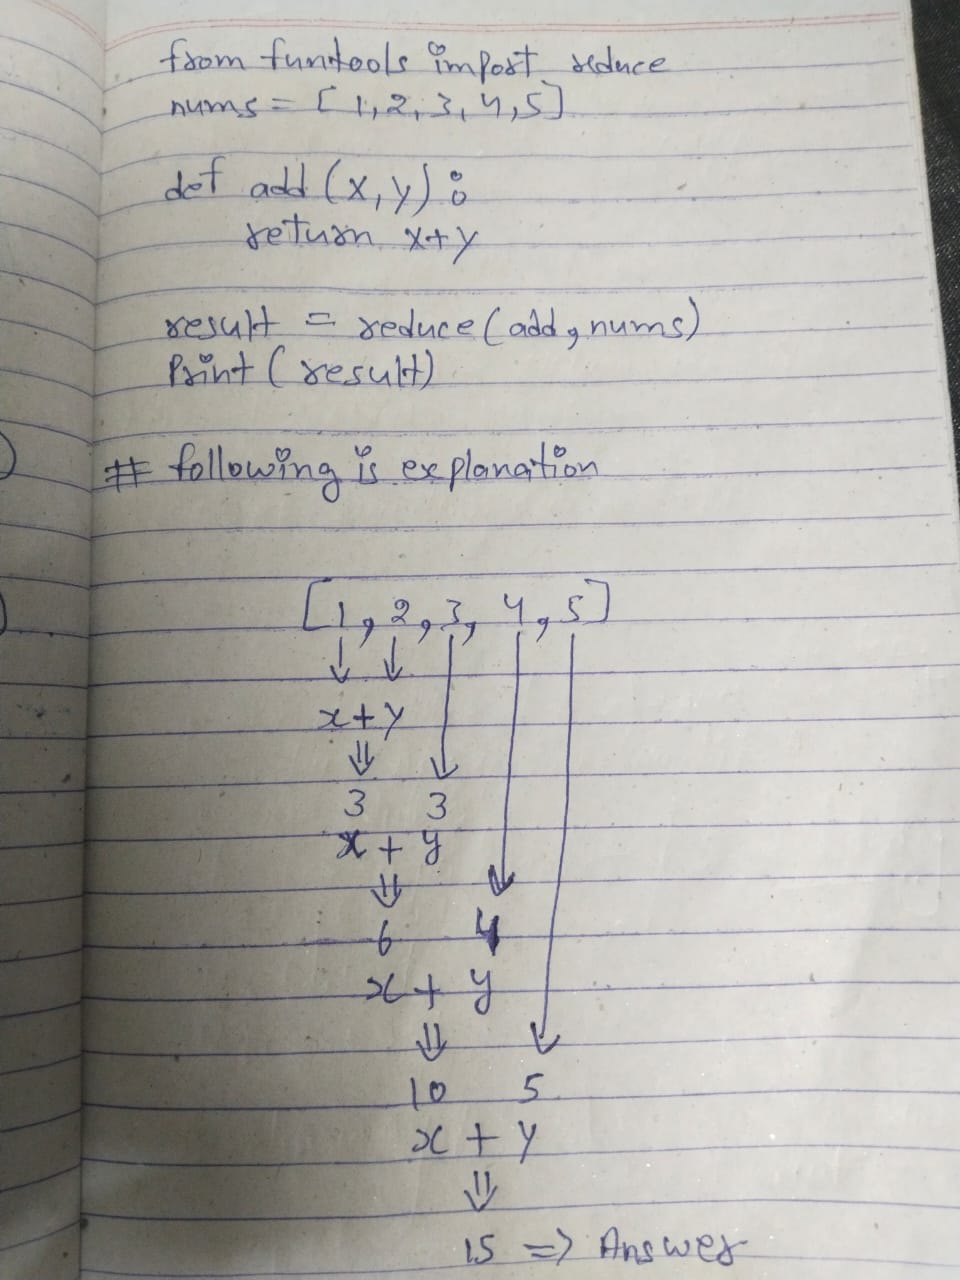 from funtools import reduce
nums = [1,2,3,4,5]
def add (x,y):
return x+y
result = reduce(add, nums)
Print (result)
# following is explanation
[1, 2, 3, 4, 5]
↓ ↓
x+y
⇓ ↓
3 3
x + y
⇓ ↓
6 4
x + y
⇓ ↓
10 5
x + y
⇓
15 => Answer